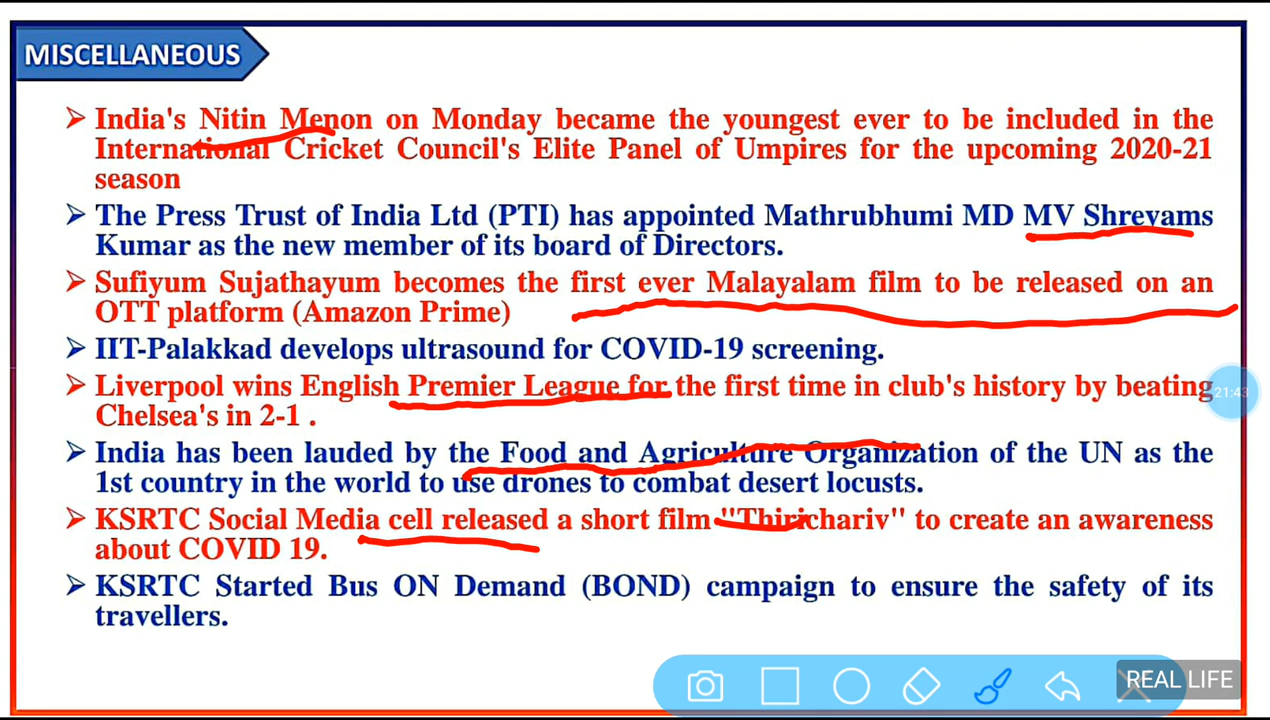 MISCELLANEOUS
➢ India's Nitin Menon on Monday became the youngest ever to be included in the
International Cricket Council's Elite Panel of Umpires for the upcoming 2020-21
season
➢ The Press Trust of India Ltd (PTI) has appointed Mathrubhumi MD MV Shreyams
Kumar as the new member of its board of Directors.
➢ Sufiyum Sujathayum becomes the first ever Malayalam film to be released on an
OTT platform (Amazon Prime)
➢ IIT-Palakkad develops ultrasound for COVID-19 screening.
➢ Liverpool wins English Premier League for the first time in club's history by beating
Chelsea's in 2-1 .
21:43
➢ India has been lauded by the Food and Agriculture Organization of the UN as the
1st country in the world to use drones to combat desert locusts.
➢ KSRTC Social Media cell released a short film "Thirichariv" to create an awareness
about COVID 19.
➢ KSRTC Started Bus ON Demand (BOND) campaign to ensure the safety of its
travellers.
REAL LIFE